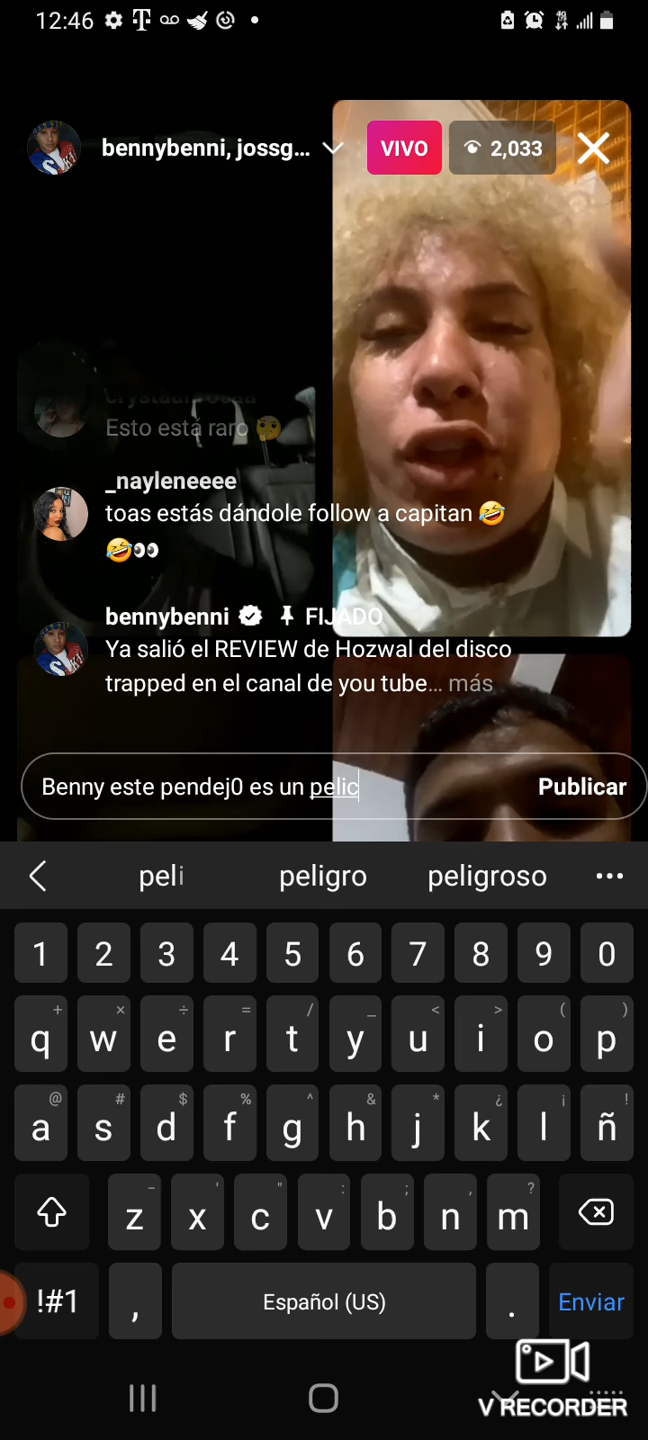 12:46
bennybenni, jossg...
VIVO
2,033
crystaarrosaa
Esto está raro 🤔
_nayleneeee
toas estás dándole follow a capitan 🤣
🤣👀
bennybenni FIJADO
Ya salió el REVIEW de Hozwal del disco
trapped en el canal de you tube... más
Benny este pendej0 es un pelic
Publicar
peli peligro peligroso
1 2 3 4 5 6 7 8 9 0
+ × ÷ = / _ < > ( )
q w e r t y u i o p
@ # $ % ^ & * ¿ ¡ !
a s d f g h j k l ñ
- ' " : ; , ?
z x c v b n m
!#1 , Español (US) . Enviar
V RECORDER